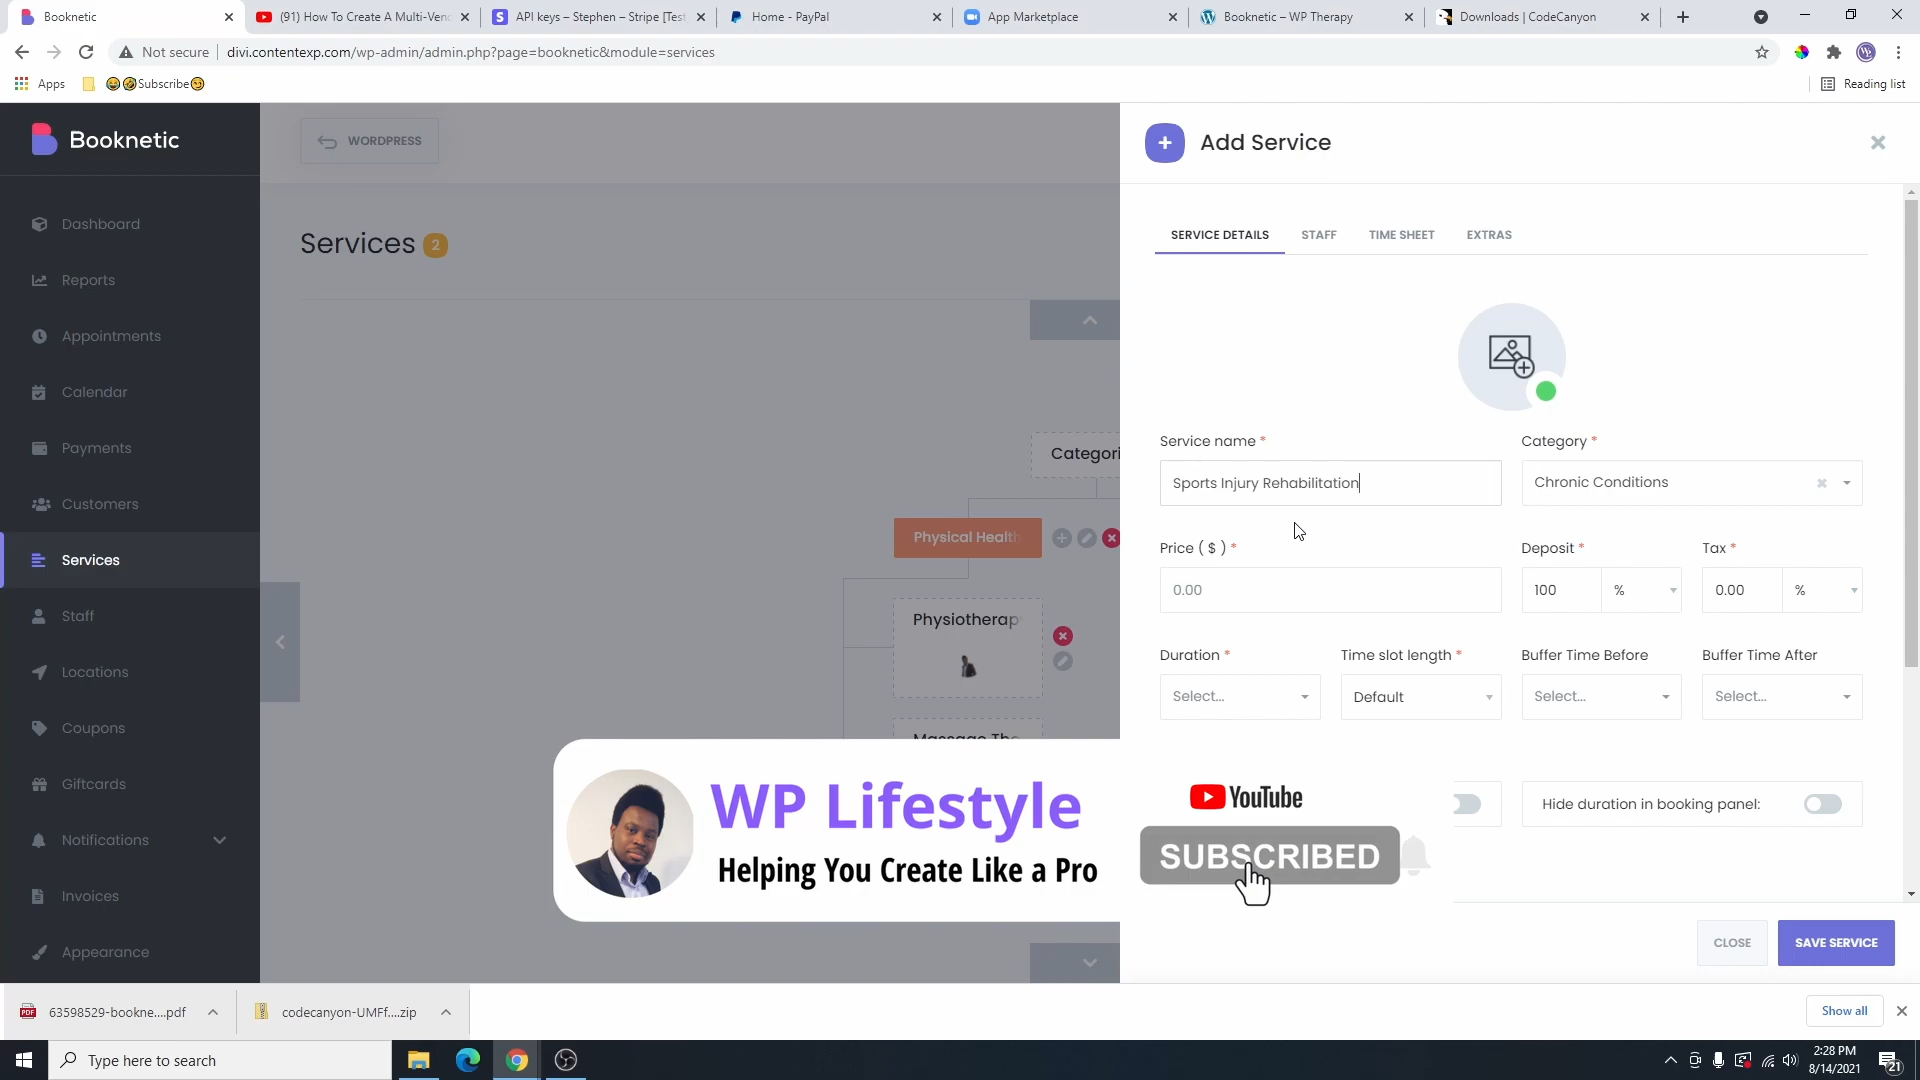 Booknetic
(91) How To Create A Multi-Venc
API keys – Stephen – Stripe [Test
Home - PayPal
App Marketplace
Booknetic – WP Therapy
Downloads | CodeCanyon
Not secure
divi.contentexp.com/wp-admin/admin.php?page=booknetic&module=services
Apps
😂🤣Subscribe😏
Reading list
Booknetic
WORDPRESS
Add Service
Dashboard
Reports
Appointments
Calendar
Payments
Customers
Services
Staff
Locations
Coupons
Giftcards
Notifications
Invoices
Appearance
Services 2
Categori
Physical Health
Physiotherap
Massage The
SERVICE DETAILS
STAFF
TIME SHEET
EXTRAS
Service name *
Category *
Sports Injury Rehabilitation
Chronic Conditions
Price ( $ ) *
Deposit *
Tax *
0.00
100
%
0.00
%
Duration *
Time slot length *
Buffer Time Before
Buffer Time After
Select...
Default
Select...
Select...
Hide duration in booking panel:
WP Lifestyle
Helping You Create Like a Pro
YouTube
SUBSCRIBED
CLOSE
SAVE SERVICE
63598529-bookne....pdf
codecanyon-UMFf....zip
Show all
Type here to search
2:28 PM
8/14/2021
21